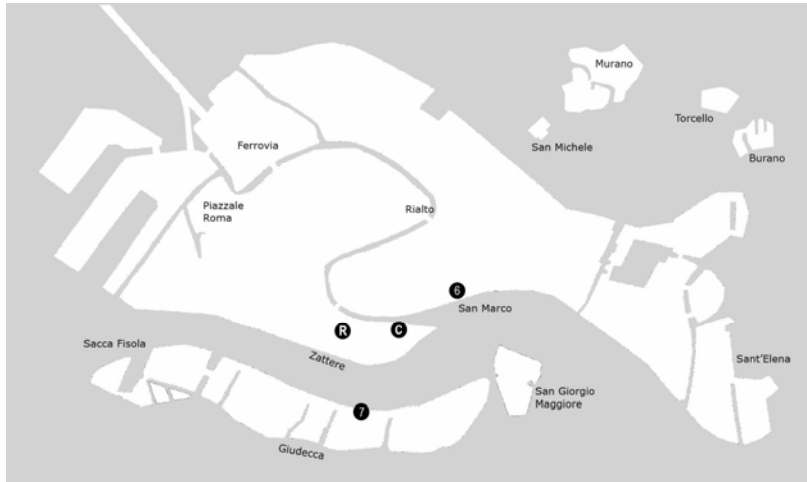 Murano
Torcello
Ferrovia
San Michele
Burano
Piazzale
Roma
Rialto
6
San Marco
R
C
Sacca Fisola
Zattere
Sant'Elena
San Giorgio
Maggiore
7
Giudecca